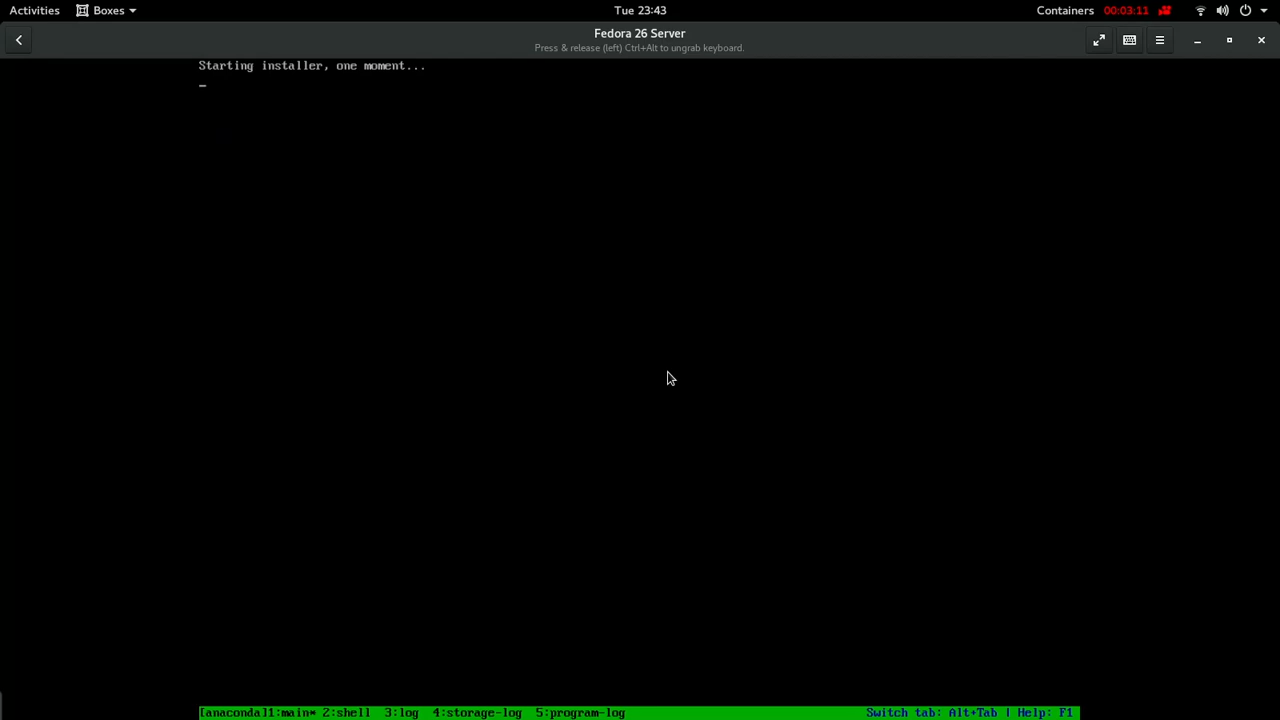 Activities Boxes Tue 23:43 Containers 00:03:11
Fedora 26 Server
Press & release (left) Ctrl+Alt to ungrab keyboard.
Starting installer, one moment...
[anaconda]1:main* 2:shell 3:log 4:storage-log 5:program-log Switch tab: Alt+Tab | Help: F1